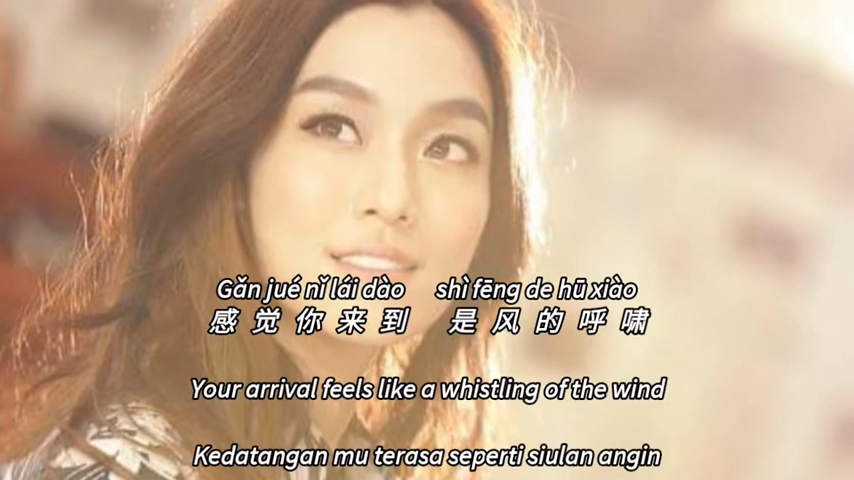 Gǎn jué nǐ lái dào shì fēng de hū xiào
感觉你来到 是风的呼啸
Your arrival feels like a whistling of the wind
Kedatangan mu terasa seperti siulan angin